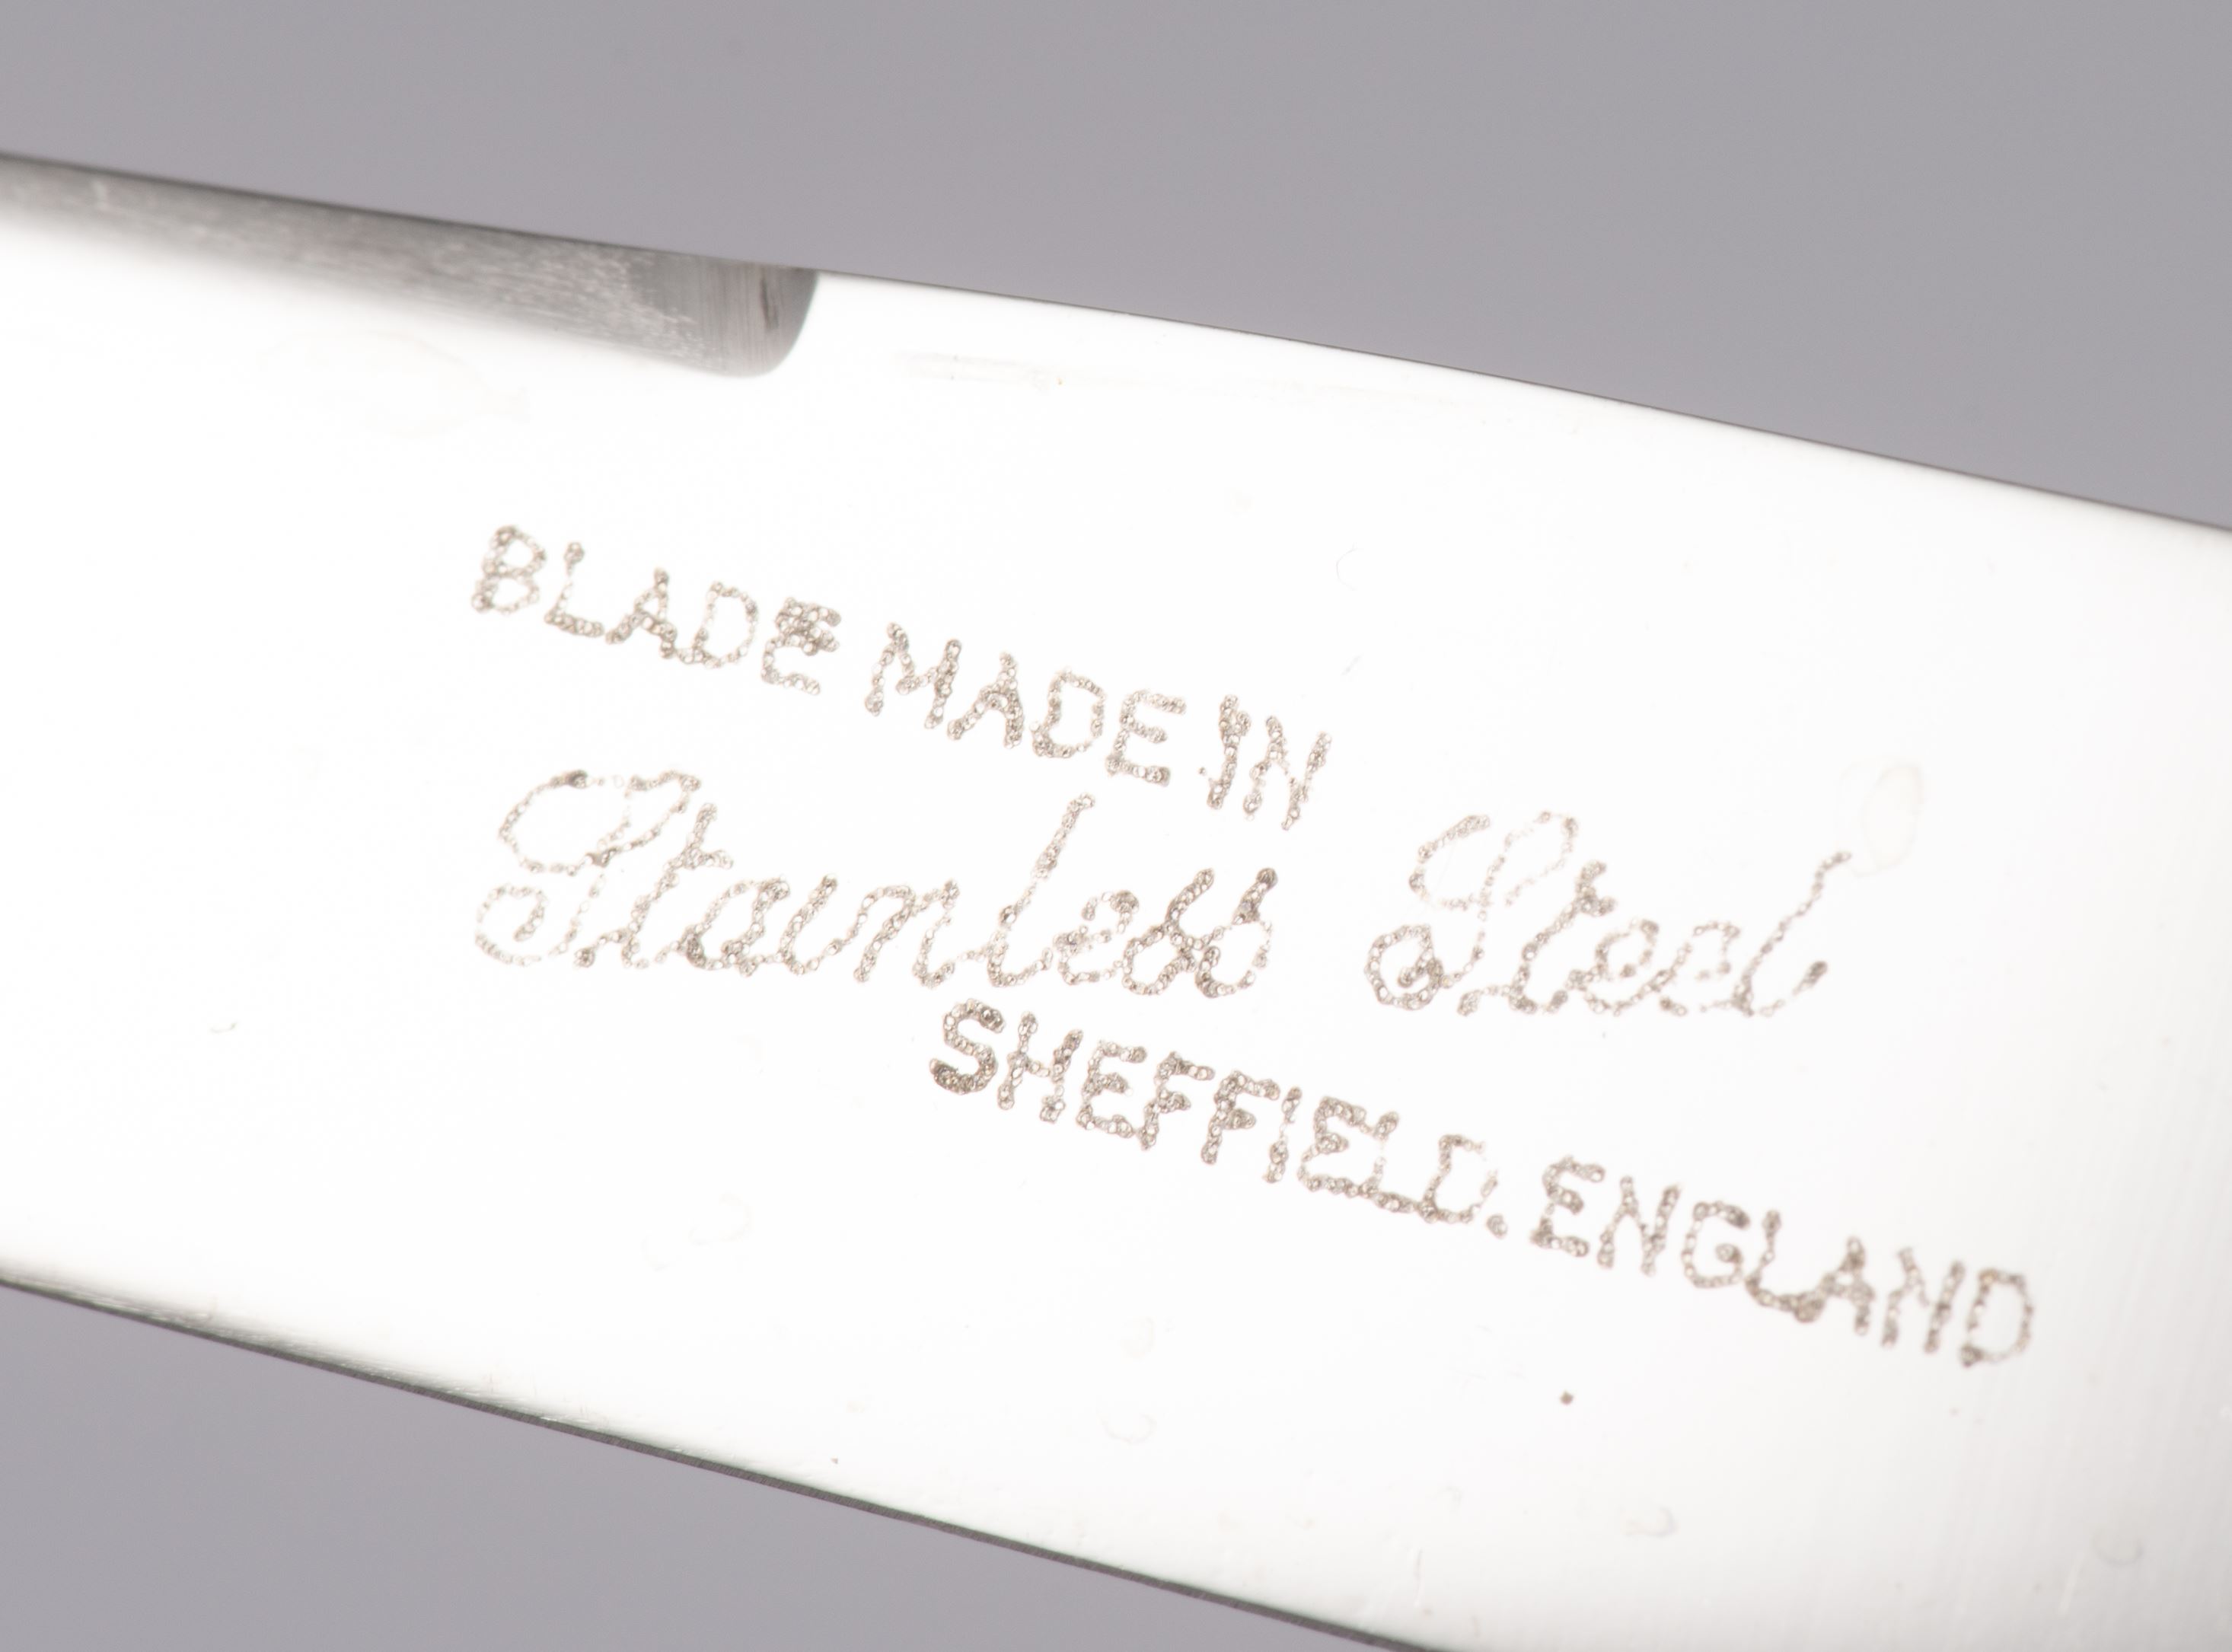 BLADE MADE IN
Stainless Steel
SHEFFIELD. ENGLAND